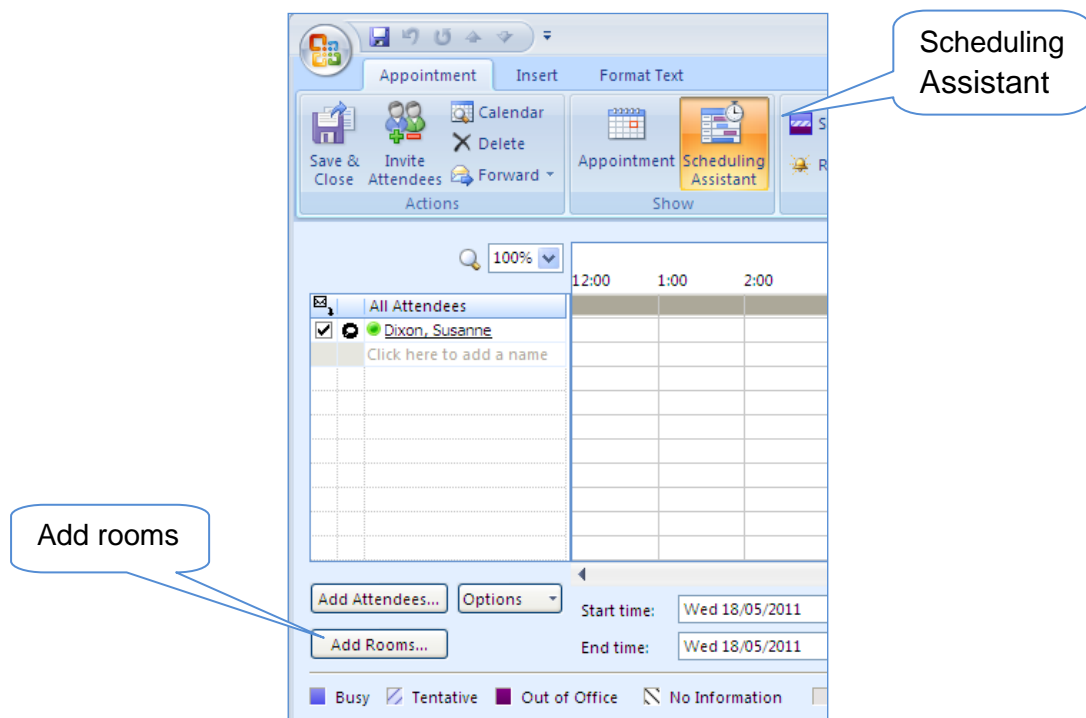 Scheduling
Assistant
Appointment Insert Format Text
Calendar
Delete
Forward
Save &
Close
Invite
Attendees
Appointment
Scheduling
Assistant
S
R
Actions
Show
100%
12:00 1:00 2:00
All Attendees
Dixon, Susanne
Click here to add a name
Add rooms
Add Attendees...
Options
Start time: Wed 18/05/2011
Add Rooms...
End time: Wed 18/05/2011
Busy Tentative Out of Office No Information